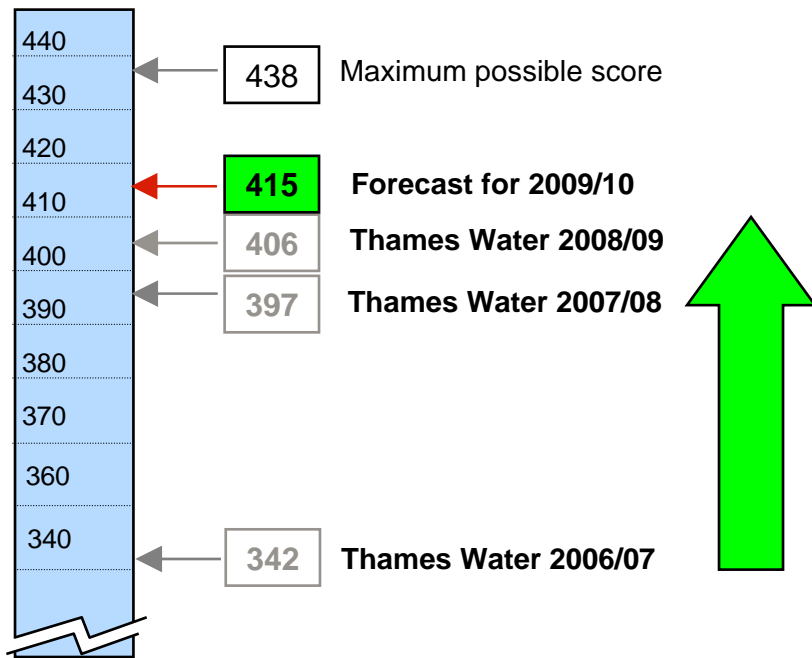 440
438 Maximum possible score
430
420
415 Forecast for 2009/10
410
406 Thames Water 2008/09
400
397 Thames Water 2007/08
390
380
370
360
340
342 Thames Water 2006/07